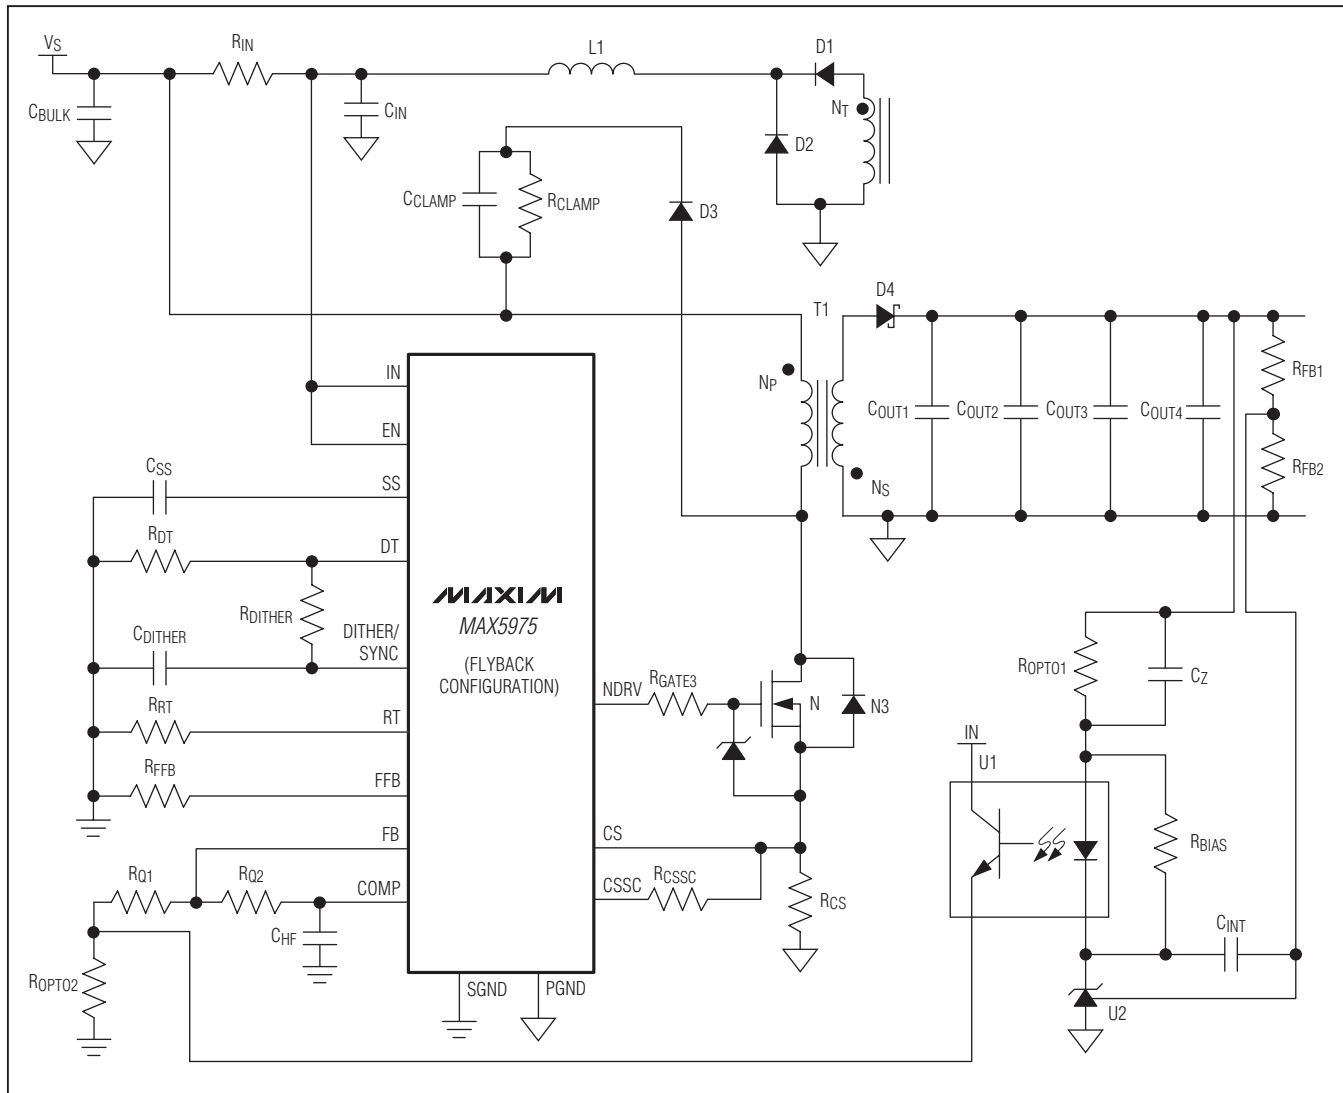 VS
RIN
L1
D1
CBULK
CIN
NT
D2
CCLAMP
RCLAMP
D3
D4
T1
NP
NS
COUT1
COUT2
COUT3
COUT4
RFB1
RFB2
IN
EN
CSS
SS
RDT
DT
RDITHER
CDITHER
DITHER/
SYNC
RRT
RT
RFFB
FFB
FB
RQ1
RQ2
COMP
CHF
ROPTO2
MAXIM
MAX5975
(FLYBACK
CONFIGURATION)
SGND
PGND
NDRV
RGATE3
N
N3
CS
CSSC
RCSSC
RCS
ROPTO1
CZ
IN
U1
RBIAS
CINT
U2